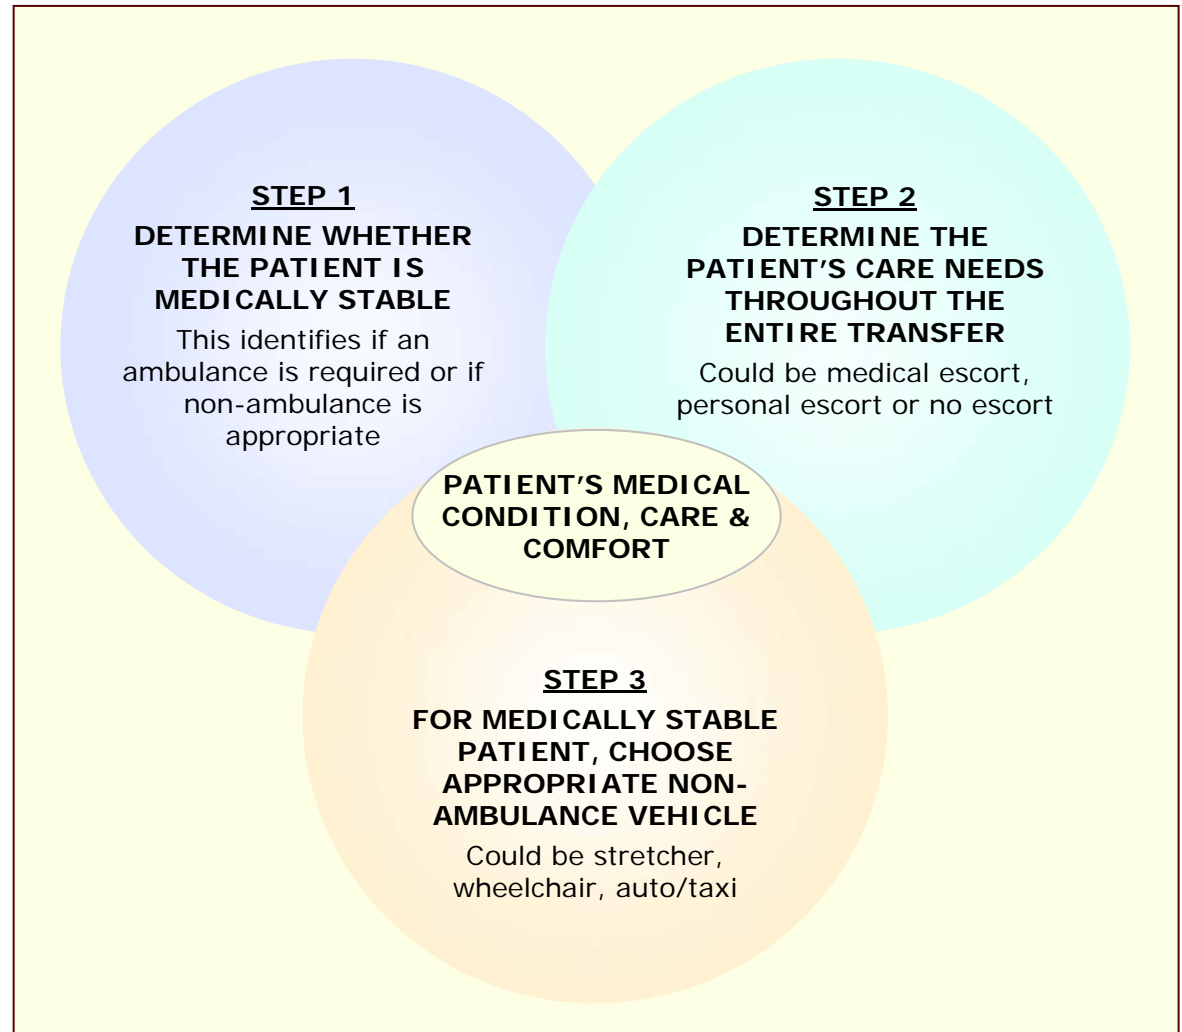 STEP 1
DETERMINE WHETHER
THE PATIENT IS
MEDICALLY STABLE
This identifies if an
ambulance is required or if
non-ambulance is
appropriate
STEP 2
DETERMINE THE
PATIENT'S CARE NEEDS
THROUGHOUT THE
ENTIRE TRANSFER
Could be medical escort,
personal escort or no escort
PATIENT'S MEDICAL
CONDITION, CARE &
COMFORT
STEP 3
FOR MEDICALLY STABLE
PATIENT, CHOOSE
APPROPRIATE NON-
AMBULANCE VEHICLE
Could be stretcher,
wheelchair, auto/taxi